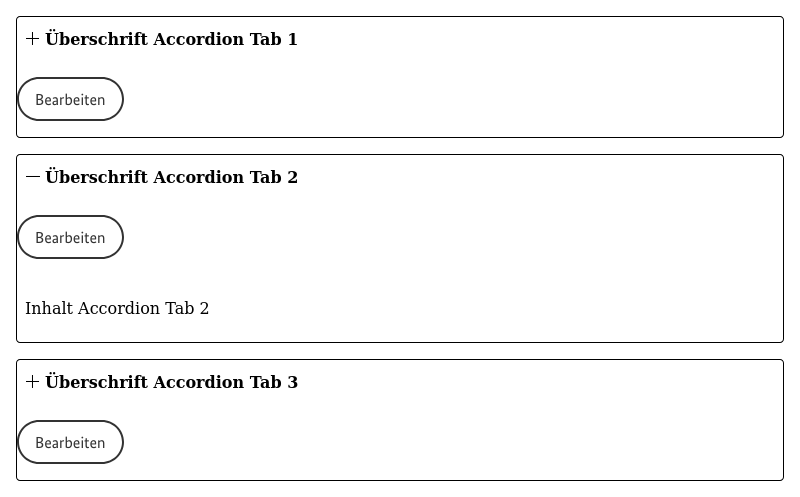 Überschrift Accordion Tab 1
Bearbeiten
Überschrift Accordion Tab 2
Bearbeiten
Inhalt Accordion Tab 2
Überschrift Accordion Tab 3
Bearbeiten